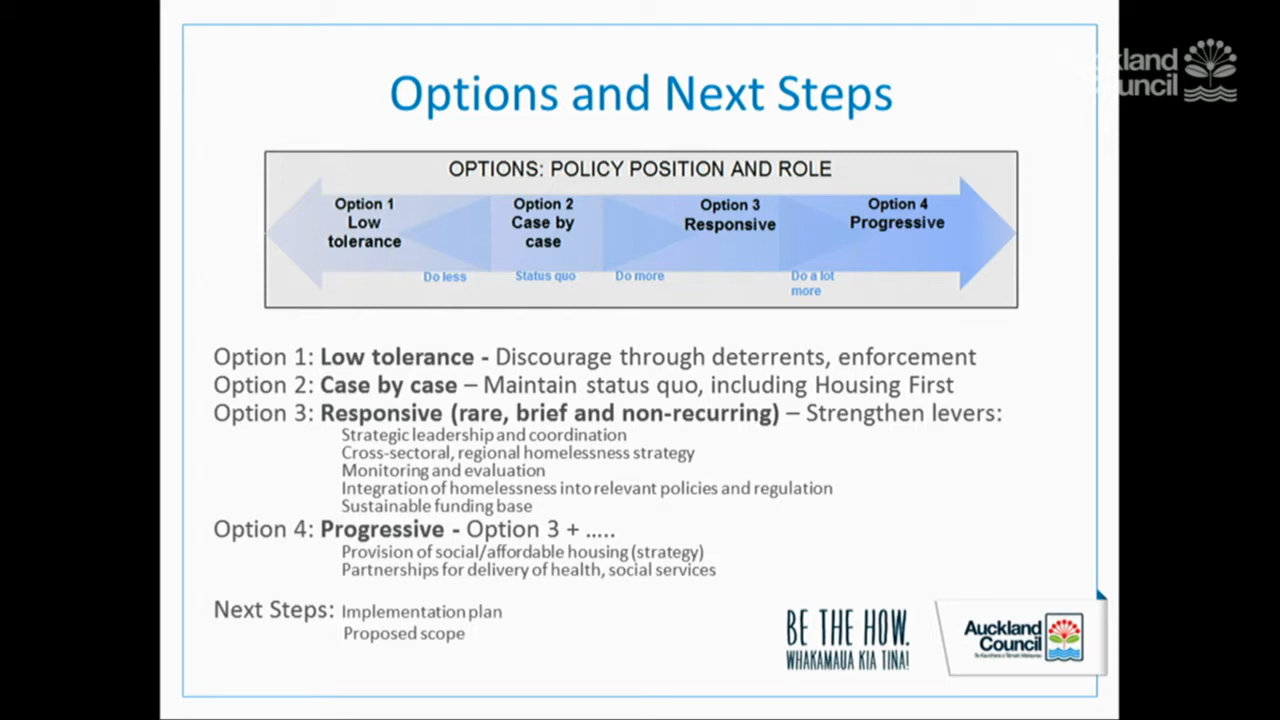 Options and Next Steps
kland
uncil
OPTIONS: POLICY POSITION AND ROLE
Option 1
Low
tolerance
Option 2
Case by
case
Option 3
Responsive
Option 4
Progressive
Do less
Status quo
Do more
Do a lot
more
Option 1: Low tolerance - Discourage through deterrents, enforcement
Option 2: Case by case – Maintain status quo, including Housing First
Option 3: Responsive (rare, brief and non-recurring) – Strengthen levers:
Strategic leadership and coordination
Cross-sectoral, regional homelessness strategy
Monitoring and evaluation
Integration of homelessness into relevant policies and regulation
Sustainable funding base
Option 4: Progressive - Option 3 + .....
Provision of social/affordable housing (strategy)
Partnerships for delivery of health, social services
Next Steps: Implementation plan
Proposed scope
BE THE HOW.
WHAKAMAUA KIA TINA!
Auckland
Council